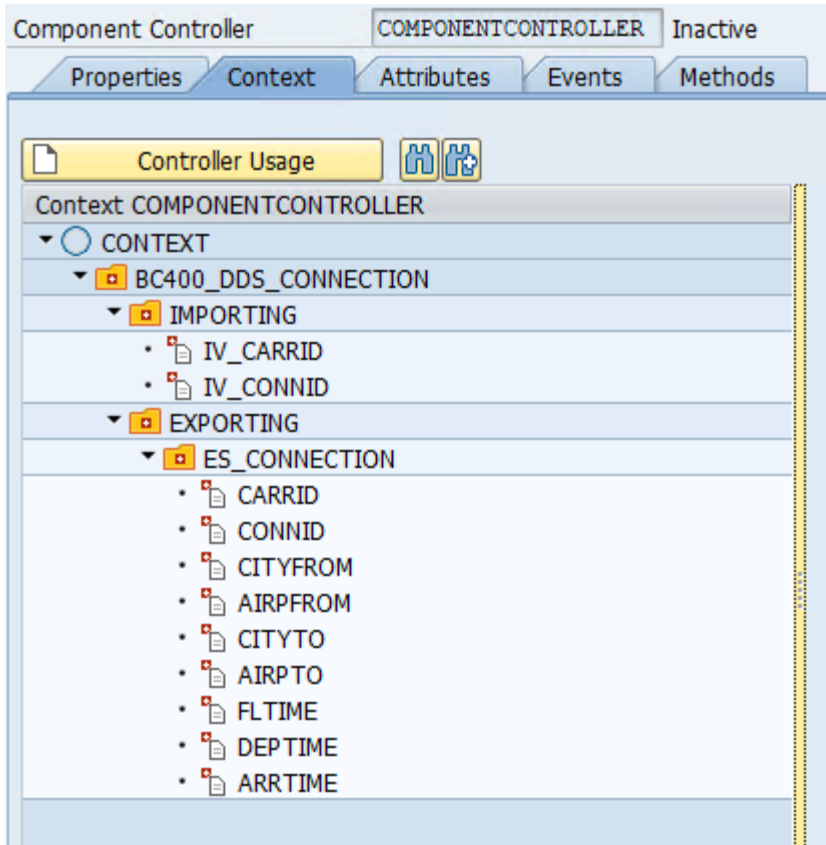 Component Controller COMPONENTCONTROLLER Inactive
Properties Context Attributes Events Methods
Controller Usage
Context COMPONENTCONTROLLER
CONTEXT
BC400_DDS_CONNECTION
IMPORTING
IV_CARRID
IV_CONNID
EXPORTING
ES_CONNECTION
CARRID
CONNID
CITYFROM
AIRPFROM
CITYTO
AIRPTO
FLTIME
DEPTIME
ARRTIME